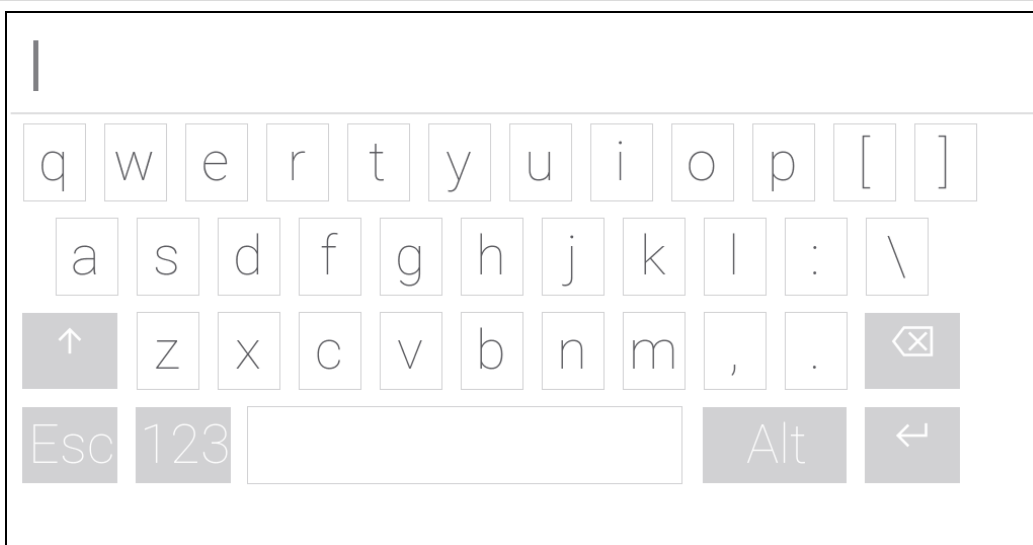 q w e r t y u i o p [ ]
a s d f g h j k l : \
↑ z x c v b n m , . ⌫
Esc 123 Alt ↵